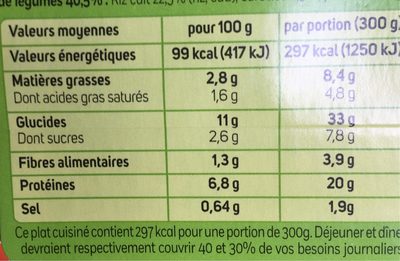 de légumes 40,5%. Riz cuit 22,5%
Valeurs moyennes pour 100 g par portion (300 g)
Valeurs énergétiques 99 kcal (417 kJ) 297 kcal (1250 kJ)
Matières grasses 2,8 g 8,4 g
Dont acides gras saturés 1,6 g 4,8 g
Glucides 11 g 33 g
Dont sucres 2,6 g 7,8 g
Fibres alimentaires 1,3 g 3,9 g
Protéines 6,8 g 20 g
Sel 0,64 g 1,9g
Ce plat cuisiné contient 297 kcal pour une portion de 300g. Déjeuner et dîne
devraient respectivement couvrir 40 et 30% de vos besoins journaliers